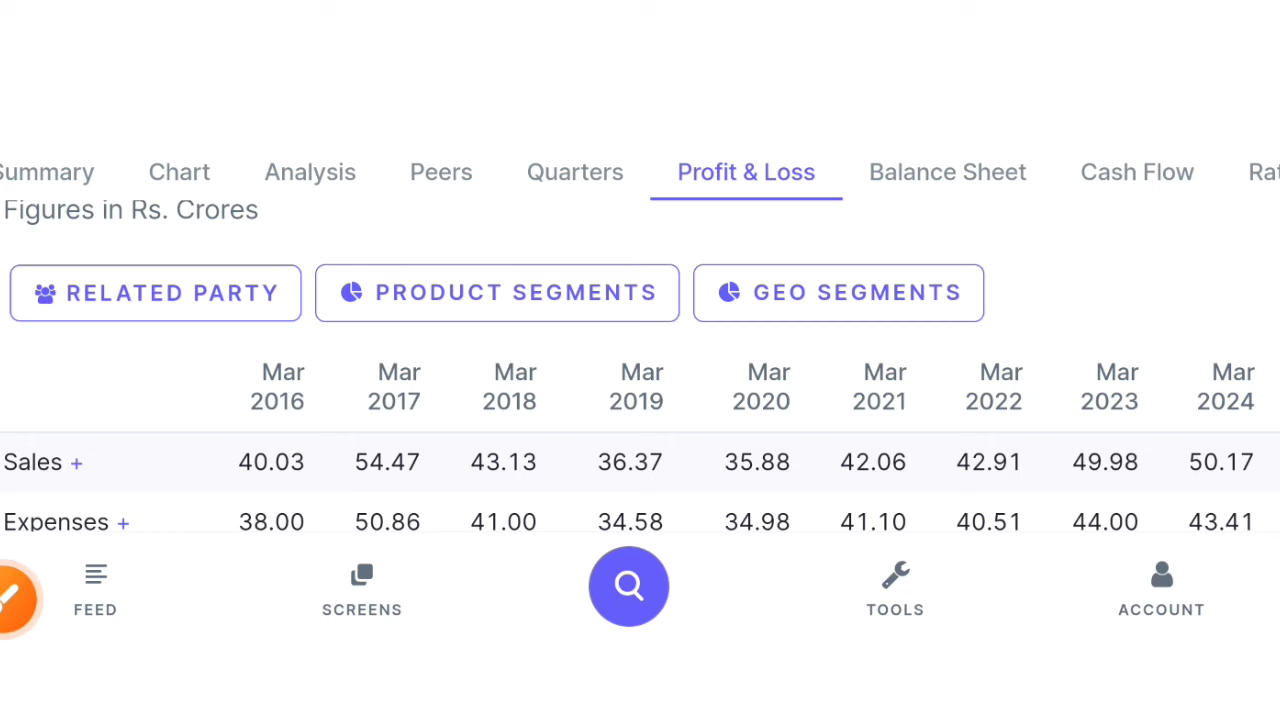 Summary Chart Analysis Peers Quarters Profit & Loss Balance Sheet Cash Flow
Figures in Rs. Crores
RELATED PARTY PRODUCT SEGMENTS GEO SEGMENTS
Mar Mar Mar Mar Mar Mar Mar Mar Mar
2016 2017 2018 2019 2020 2021 2022 2023 2024
Sales + 40.03 54.47 43.13 36.37 35.88 42.06 42.91 49.98 50.17
Expenses + 38.00 50.86 41.00 34.58 34.98 41.10 40.51 44.00 43.41
FEED SCREENS TOOLS ACCOUNT